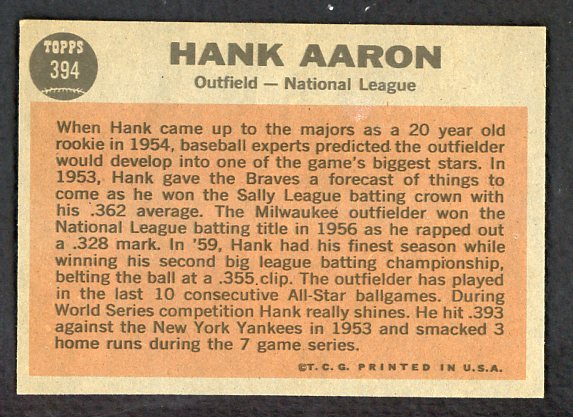 TOPPS
394
HANK AARON
Outfield — National League
When Hank came up to the majors as a 20 year old
rookie in 1954, baseball experts predicted the outfielder
would develop into one of the game's biggest stars. In
1953, Hank gave the Braves a forecast of things to
come as he won the Sally League batting crown with
his .362 average. The Milwaukee outfielder won the
National League batting title in 1956 as he rapped out
a .328 mark. In '59, Hank had his finest season while
winning his second big league batting championship,
belting the ball at a .355 clip. The outfielder has played
in the last 10 consecutive All-Star ballgames. During
World Series competition Hank really shines. He hit .393
against the New York Yankees in 1953 and smacked 3
home runs during the 7 game series.
©T. C. G. PRINTED IN U.S.A.